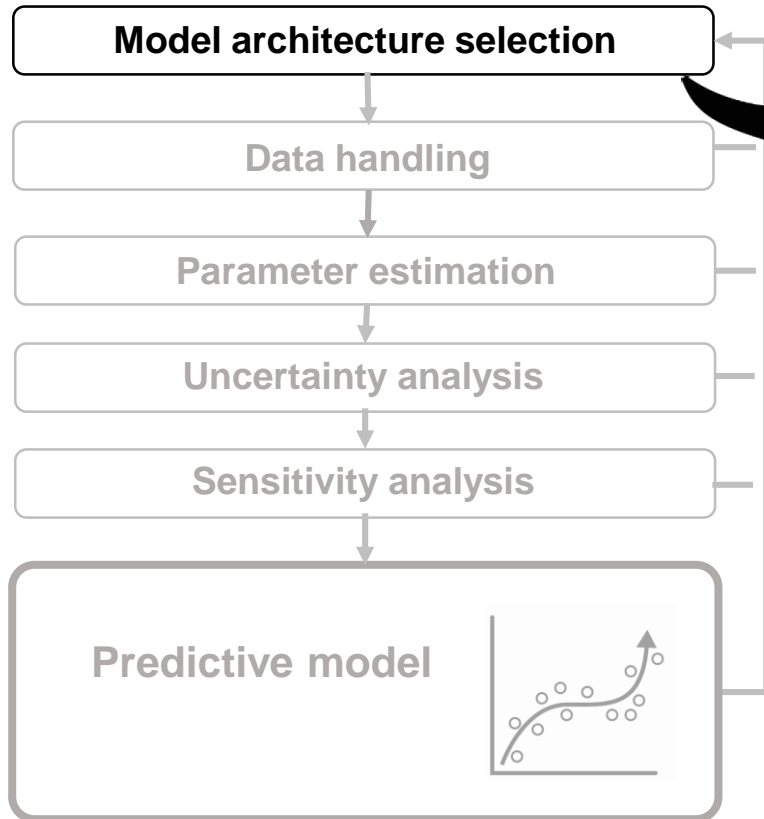 Model architecture selection
Data handling
Parameter estimation
Uncertainty analysis
Sensitivity analysis
Predictive model